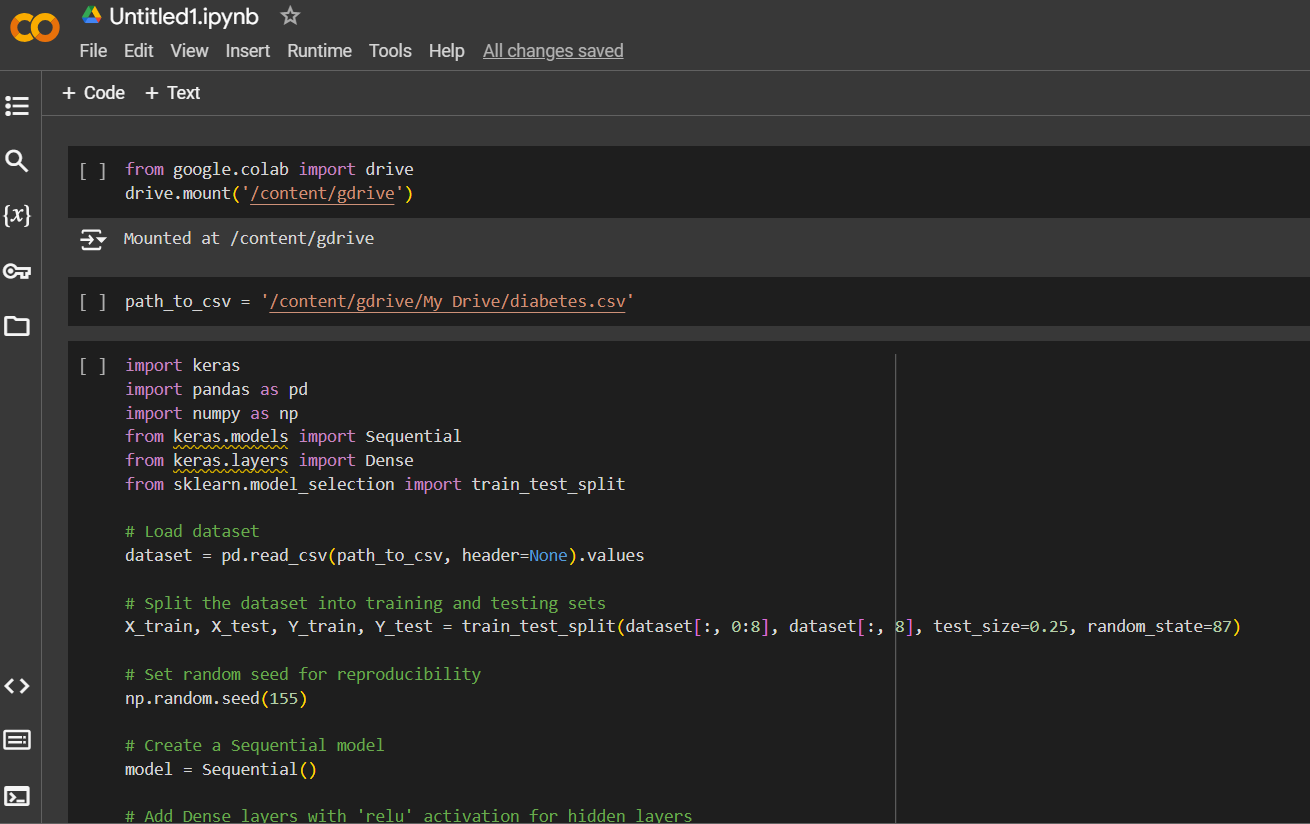 Untitled1.ipynb
File Edit View Insert Runtime Tools Help All changes saved
+ Code + Text
[ ] from google.colab import drive
drive.mount('/content/gdrive')
Mounted at /content/gdrive
[ ] path_to_csv = '/content/gdrive/My Drive/diabetes.csv'
[ ] import keras
import pandas as pd
import numpy as np
from keras.models import Sequential
from keras.layers import Dense
from sklearn.model_selection import train_test_split
# Load dataset
dataset = pd.read_csv(path_to_csv, header=None).values
# Split the dataset into training and testing sets
X_train, X_test, Y_train, Y_test = train_test_split(dataset[:, 0:8], dataset[:, 8], test_size=0.25, random_state=87)
# Set random seed for reproducibility
np.random.seed(155)
# Create a Sequential model
model = Sequential()
# Add Dense layers with 'relu' activation for hidden layers